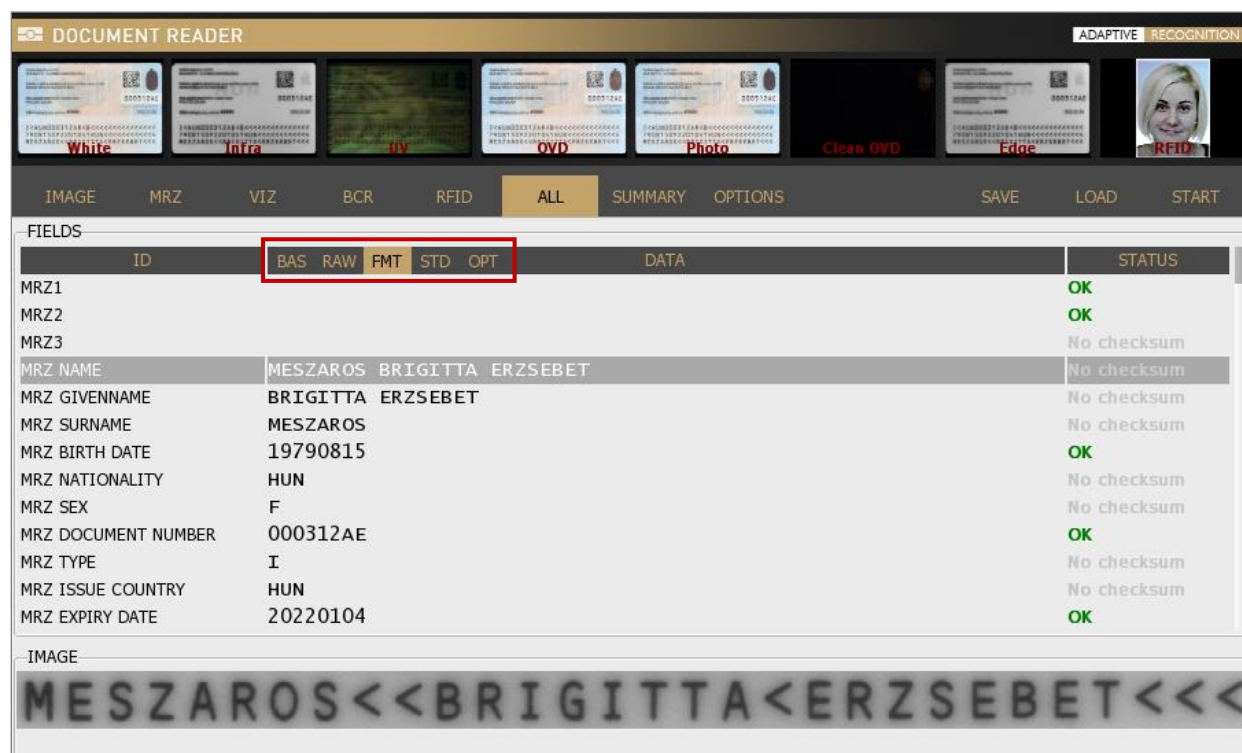 DOCUMENT READER
ADAPTIVE RECOGNITION
White Infra UV OVD Photo Clean OVD Edge RFID
IMAGE MRZ VIZ BCR RFID ALL SUMMARY OPTIONS SAVE LOAD START
FIELDS
ID BAS RAW FMT STD OPT DATA STATUS
MRZ1 OK
MRZ2 OK
MRZ3 No checksum
MRZ NAME MESZAROS BRIGITTA ERZSEBET No checksum
MRZ GIVENNAME BRIGITTA ERZSEBET No checksum
MRZ SURNAME MESZAROS No checksum
MRZ BIRTH DATE 19790815 OK
MRZ NATIONALITY HUN No checksum
MRZ SEX F No checksum
MRZ DOCUMENT NUMBER 000312AE OK
MRZ TYPE I No checksum
MRZ ISSUE COUNTRY HUN No checksum
MRZ EXPIRY DATE 20220104 OK
IMAGE
MESZAROS<<BRIGITTA<ERZSEBET<<<